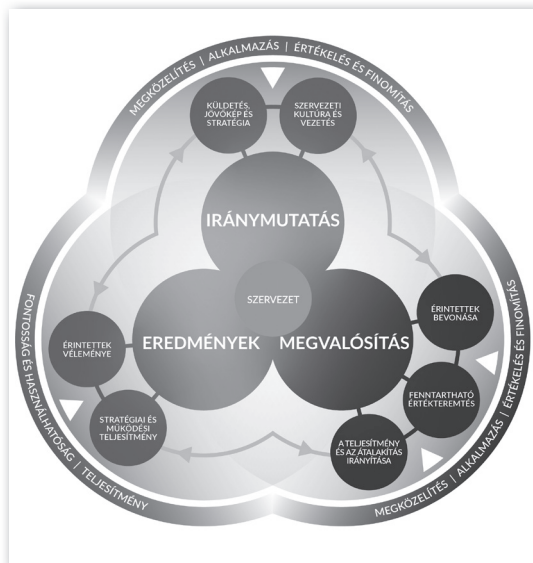 MEGKÖZELÍTÉS | ALKALMAZÁS | ÉRTÉKELÉS ÉS FINOMÍTÁS
KÜLDETÉS,
JÖVŐKÉP ÉS
STRATÉGIA
SZERVEZETI
KULTÚRA ÉS
VEZETÉS
IRÁNYMUTATÁS
SZERVEZET
EREDMÉNYEK
MEGVALÓSÍTÁS
ÉRINTETTEK
VÉLEMÉNYE
STRATÉGIAI ÉS
MŰKÖDÉSI
TELJESÍTMÉNY
ÉRINTETTEK
BEVONÁSA
FENNTARTHATÓ
ÉRTÉKTEREMTÉS
A TELJESÍTMÉNY
ÉS AZ ÁTALAKÍTÁS
IRÁNYÍTÁSA
FONTOSSÁG ÉS HASZNÁLHATÓSÁG | TELJESÍTMÉNY
MEGKÖZELÍTÉS | ALKALMAZÁS | ÉRTÉKELÉS ÉS FINOMÍTÁS